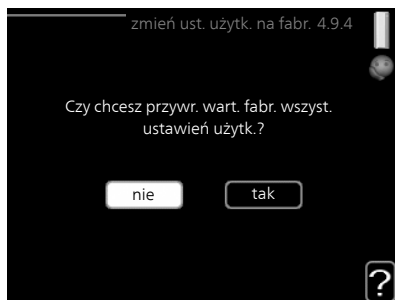 zmień ust. użytk. na fabr. 4.9.4
Czy chcesz przywr. wart. fabr. wszyst.
ustawień użytk.?
nie
tak
?